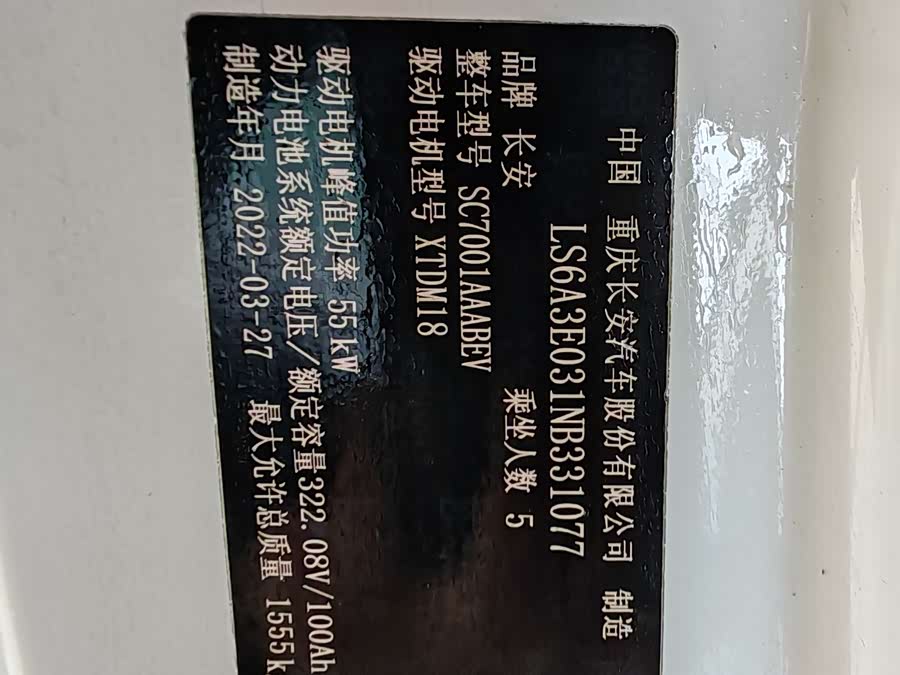 中国 重庆长安汽车股份有限公司 制造
LS6A3E031NB331077
品牌 长安 乘坐人数 5
整车型号 SC7001AAABEV
驱动电机型号 XTDM18
驱动电机峰值功率 55kW
动力电池系统额定电压/额定容量322.08V/100Ah
制造年月 2022-03-27 最大允许总质量 1555k